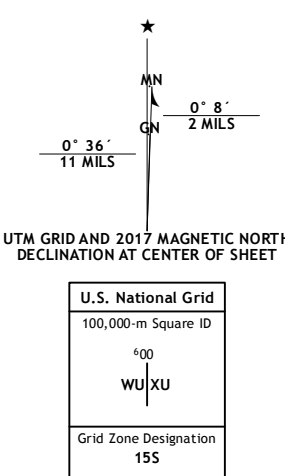 ★
MN
0° 8´
2 MILS
GN
0° 36´
11 MILS
UTM GRID AND 2017 MAGNETIC NORTH
DECLINATION AT CENTER OF SHEET
U.S. National Grid
100,000-m Square ID
⁶00
WU XU
Grid Zone Designation
15S